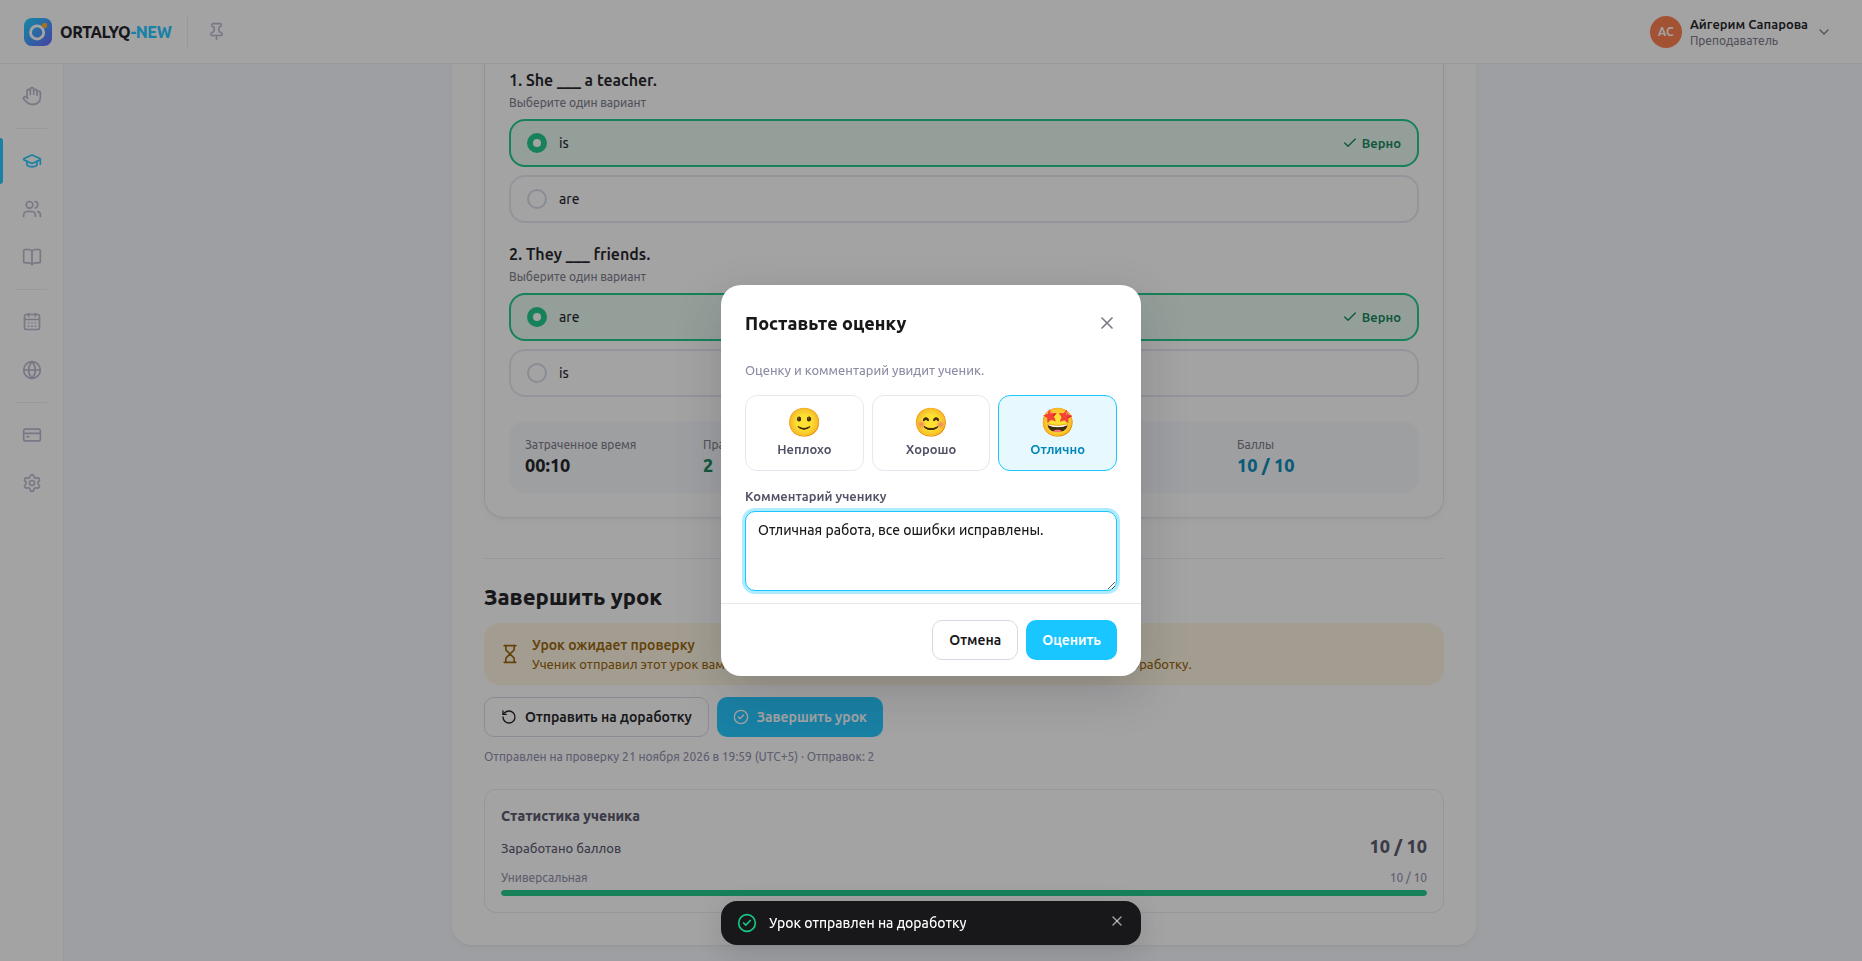 ORTALYQ-NEW
АС
Айгерим Сапарова
Преподаватель
1. She ___ a teacher.
Выберите один вариант
is
Верно
are
2. They ___ friends.
Выберите один вариант
are
Верно
is
Затраченное время
00:10
2
Баллы
10 / 10
Поставьте оценку
Оценку и комментарий увидит ученик.
Неплохо
Хорошо
Отлично
Комментарий ученику
Отличная работа, все ошибки исправлены.
Отмена
Оценить
Завершить урок
Урок ожидает проверку
Ученик отправил этот урок вам
Отправить на доработку
Завершить урок
Отправлен на проверку 21 ноября 2026 в 19:59 (UTC+5) · Отправок: 2
Статистика ученика
Заработано баллов
10 / 10
Универсальная
10 / 10
Урок отправлен на доработку